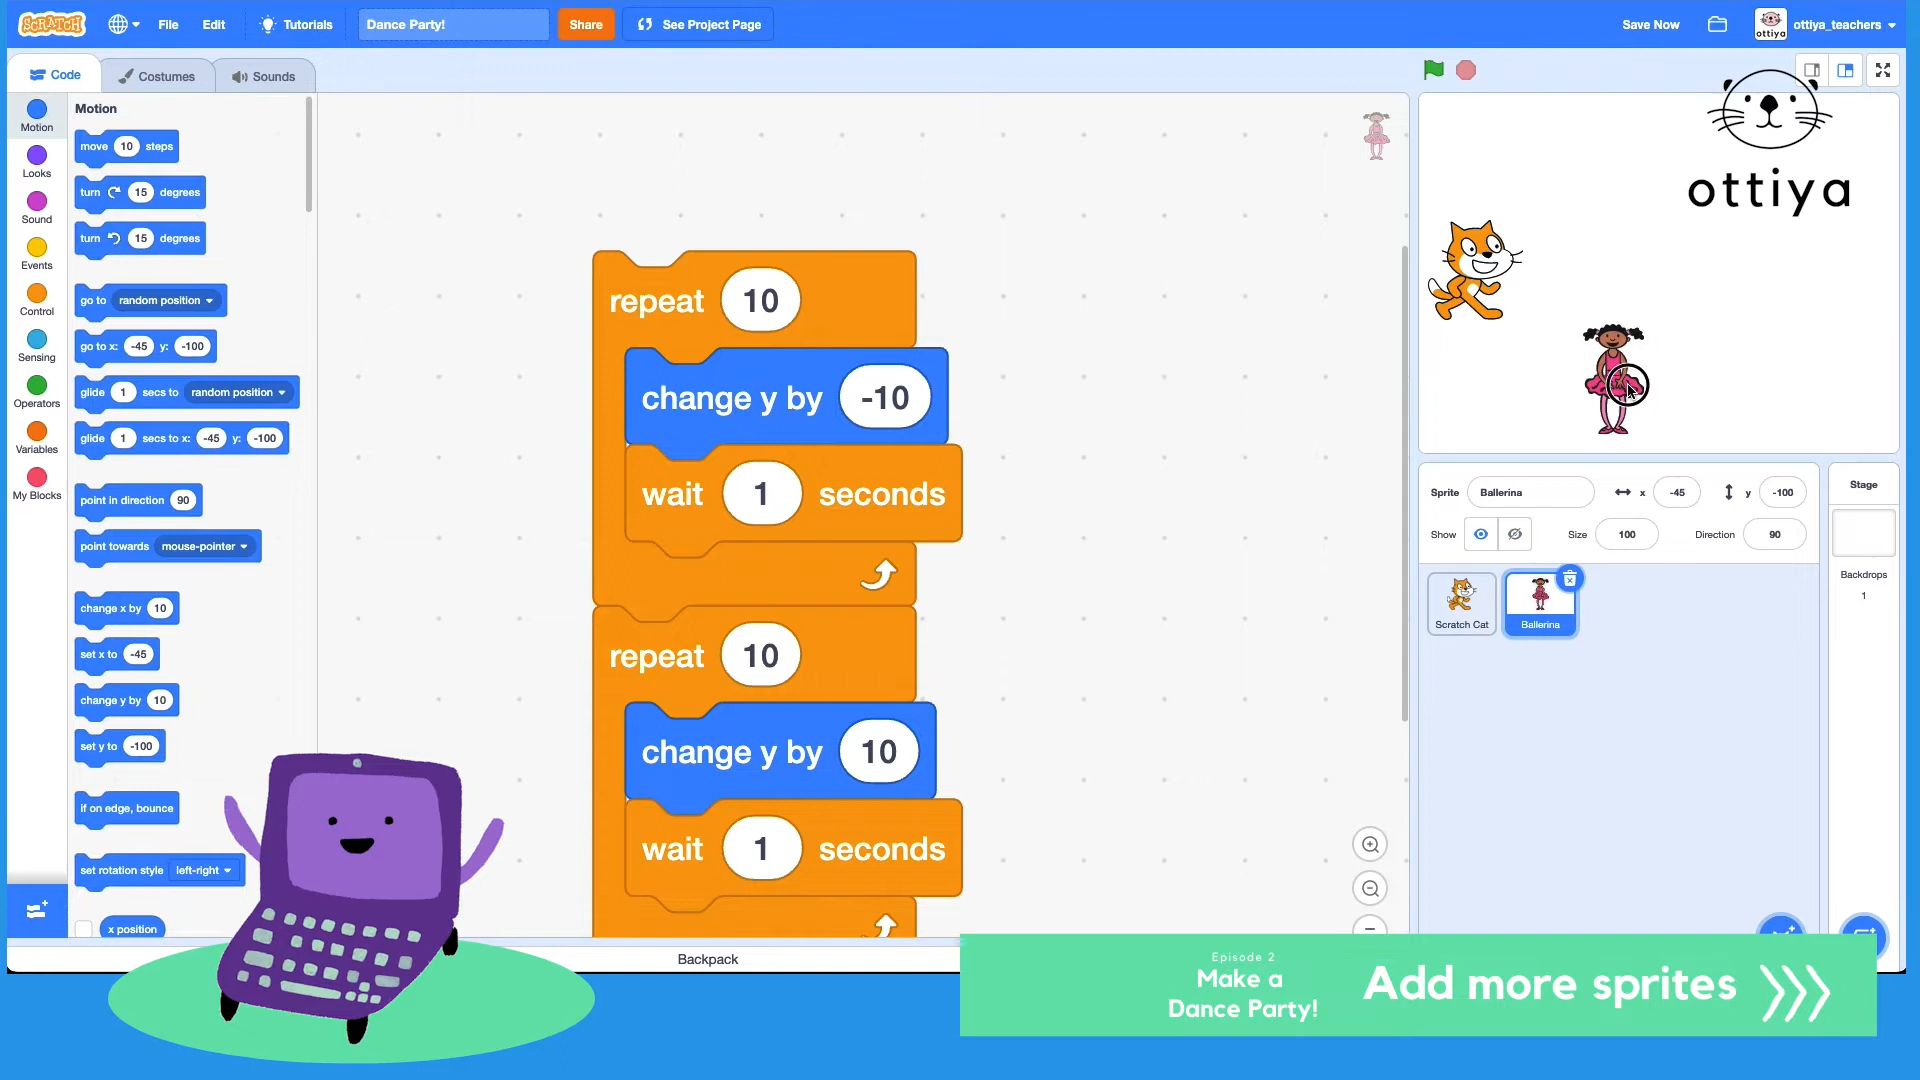 SCRATCH
File
Edit
Tutorials
Dance Party!
Share
See Project Page
Save Now
ottiya
ottiya_teachers
Code
Costumes
Sounds
Motion
Looks
Sound
Events
Control
Sensing
Operators
Variables
My Blocks
Motion
move 10 steps
turn 15 degrees
turn 15 degrees
go to random position
go to x: -45 y: -100
glide 1 secs to random position
glide 1 secs to x: -45 y: -100
point in direction 90
point towards mouse-pointer
change x by 10
set x to -45
change y by 10
set y to -100
if on edge, bounce
set rotation style left-right
x position
repeat 10
change y by -10
wait 1 seconds
repeat 10
change y by 10
wait 1 seconds
Backpack
ottiya
Sprite Ballerina x -45 y -100
Show Size 100 Direction 90
Scratch Cat
Ballerina
Stage
Backdrops
1
Episode 2
Make a
Dance Party!
Add more sprites